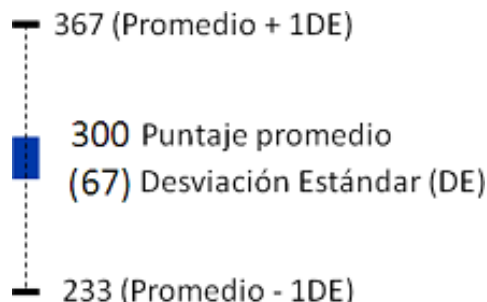 367 (Promedio + 1DE)
300 Puntaje promedio
(67) Desviación Estándar (DE)
233 (Promedio - 1DE)